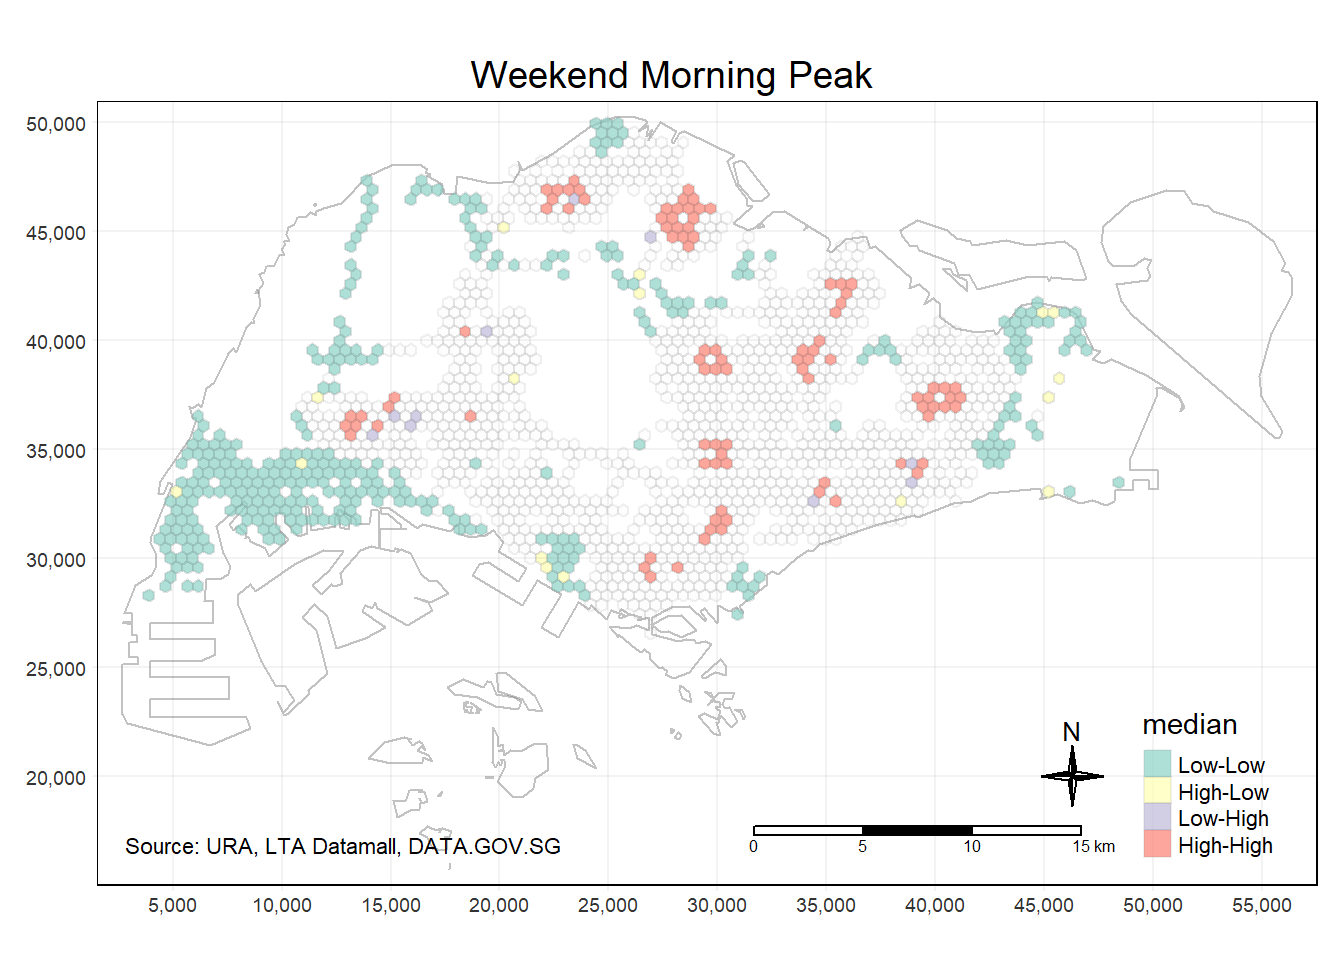 Weekend Morning Peak
50,000
45,000
40,000
35,000
30,000
25,000
20,000
N
median
Low-Low
High-Low
Low-High
High-High
Source: URA, LTA Datamall, DATA.GOV.SG
0 5 10 15 km
5,000 10,000 15,000 20,000 25,000 30,000 35,000 40,000 45,000 50,000 55,000